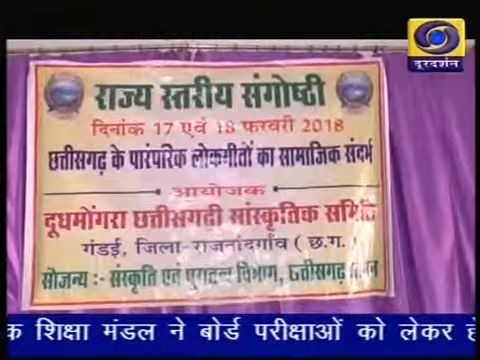 दूरदर्शन
राज्य स्तरीय संगोष्ठी
दिनांक 17 एवं 18 फरवरी 2018
छत्तीसगढ़ के पारंपरिक लोकगीतों का सामाजिक संदर्भ
आयोजक
दूधमोंगरा छत्तीसगढी सांस्कृतिक समिति
गंडई, जिला-राजनांदगाँव ( छ.ग. )
सौजन्य :- संस्कृति एवं पुरातत्व विभाग, छत्तीसगढ़ शासन
क शिक्षा मंडल ने बोर्ड परीक्षाओं को लेकर